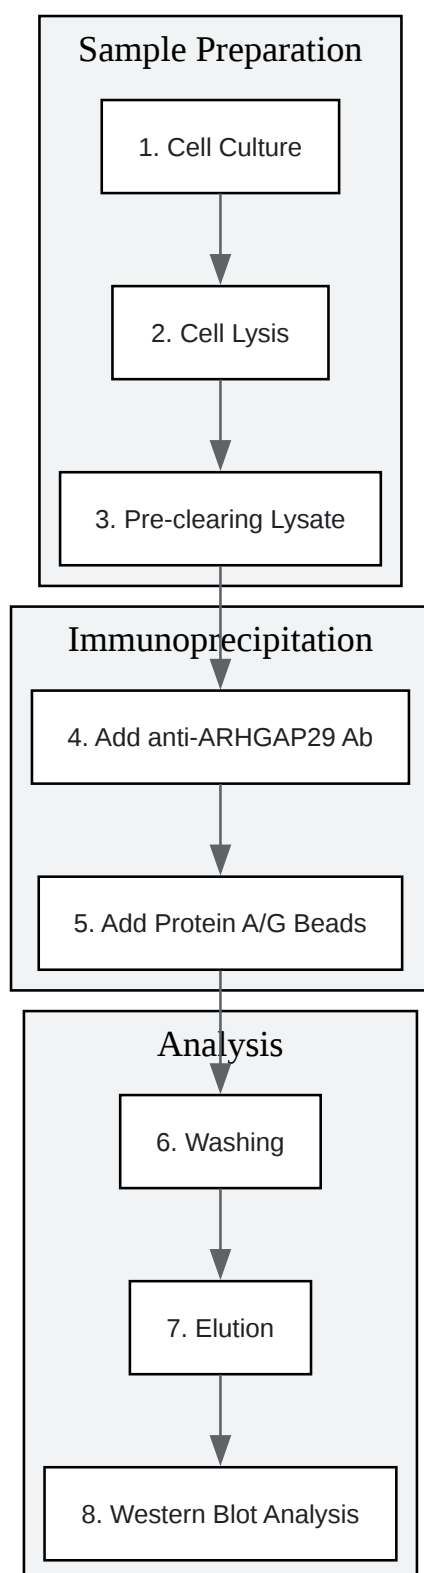 Sample Preparation
1. Cell Culture
2. Cell Lysis
3. Pre-clearing Lysate
Immunoprecipitation
4. Add anti-ARHGAP29 Ab
5. Add Protein A/G Beads
Analysis
6. Washing
7. Elution
8. Western Blot Analysis